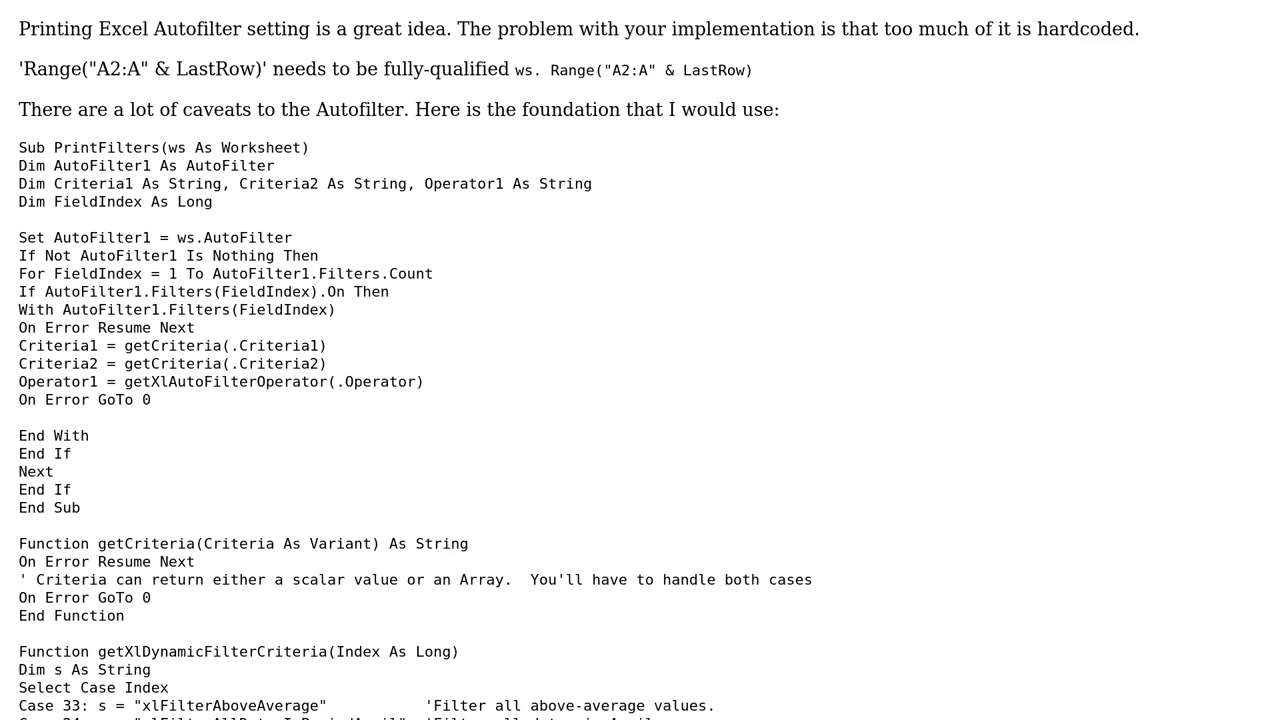 Printing Excel Autofilter setting is a great idea. The problem with your implementation is that too much of it is hardcoded.
'Range("A2:A" & LastRow)' needs to be fully-qualified ws. Range("A2:A" & LastRow)
There are a lot of caveats to the Autofilter. Here is the foundation that I would use:
Sub PrintFilters(ws As Worksheet)
Dim AutoFilter1 As AutoFilter
Dim Criteria1 As String, Criteria2 As String, Operator1 As String
Dim FieldIndex As Long
Set AutoFilter1 = ws.AutoFilter
If Not AutoFilter1 Is Nothing Then
For FieldIndex = 1 To AutoFilter1.Filters.Count
If AutoFilter1.Filters(FieldIndex).On Then
With AutoFilter1.Filters(FieldIndex)
On Error Resume Next
Criteria1 = getCriteria(.Criteria1)
Criteria2 = getCriteria(.Criteria2)
Operator1 = getXlAutoFilterOperator(.Operator)
On Error GoTo 0
End With
End If
Next
End If
End Sub
Function getCriteria(Criteria As Variant) As String
On Error Resume Next
' Criteria can return either a scalar value or an Array.  You'll have to handle both cases
On Error GoTo 0
End Function
Function getXlDynamicFilterCriteria(Index As Long)
Dim s As String
Select Case Index
Case 33: s = "xlFilterAboveAverage"           'Filter all above-average values.